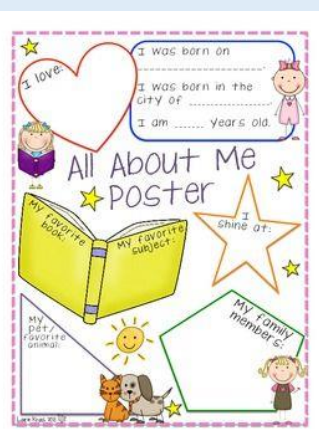 I love:
I was born on
....................
I was born in the
city of ....................
I am ...... years old.
All About Me
Poster
My favorite
book:
My favorite
subject:
I
shine at:
My
pet/
favorite
animal:
My family
members: